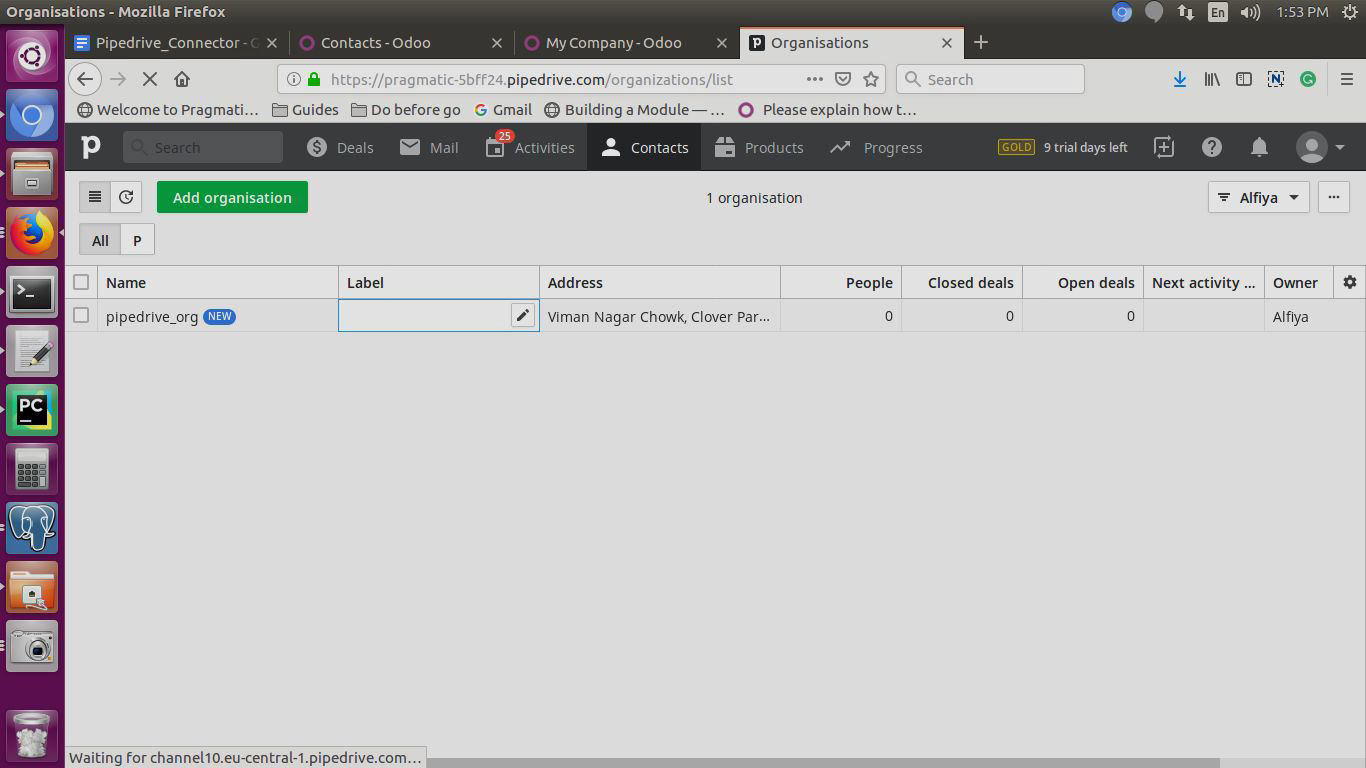 Organisations - Mozilla Firefox
En
1:53 PM
Pipedrive_Connector - G
Contacts - Odoo
My Company - Odoo
Organisations
https://pragmatic-5bff24.pipedrive.com/organizations/list
Search
Welcome to Pragmati…
Guides
Do before go
Gmail
Building a Module — …
Please explain how t…
Search
Deals
Mail
25
Activities
Contacts
Products
Progress
GOLD
9 trial days left
Add organisation
1 organisation
Alfiya
All
P
Name
Label
Address
People
Closed deals
Open deals
Next activity ...
Owner
pipedrive_org
NEW
Viman Nagar Chowk, Clover Par...
0
0
0
Alfiya
PC
Waiting for channel10.eu-central-1.pipedrive.com…